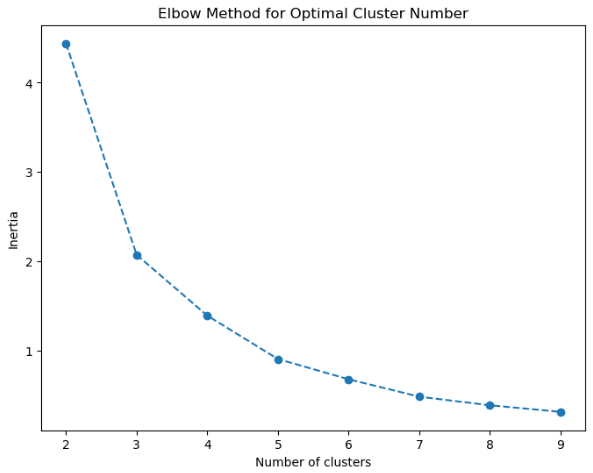 Elbow Method for Optimal Cluster Number
4
3
2
1
Inertia
2 3 4 5 6 7 8 9
Number of clusters